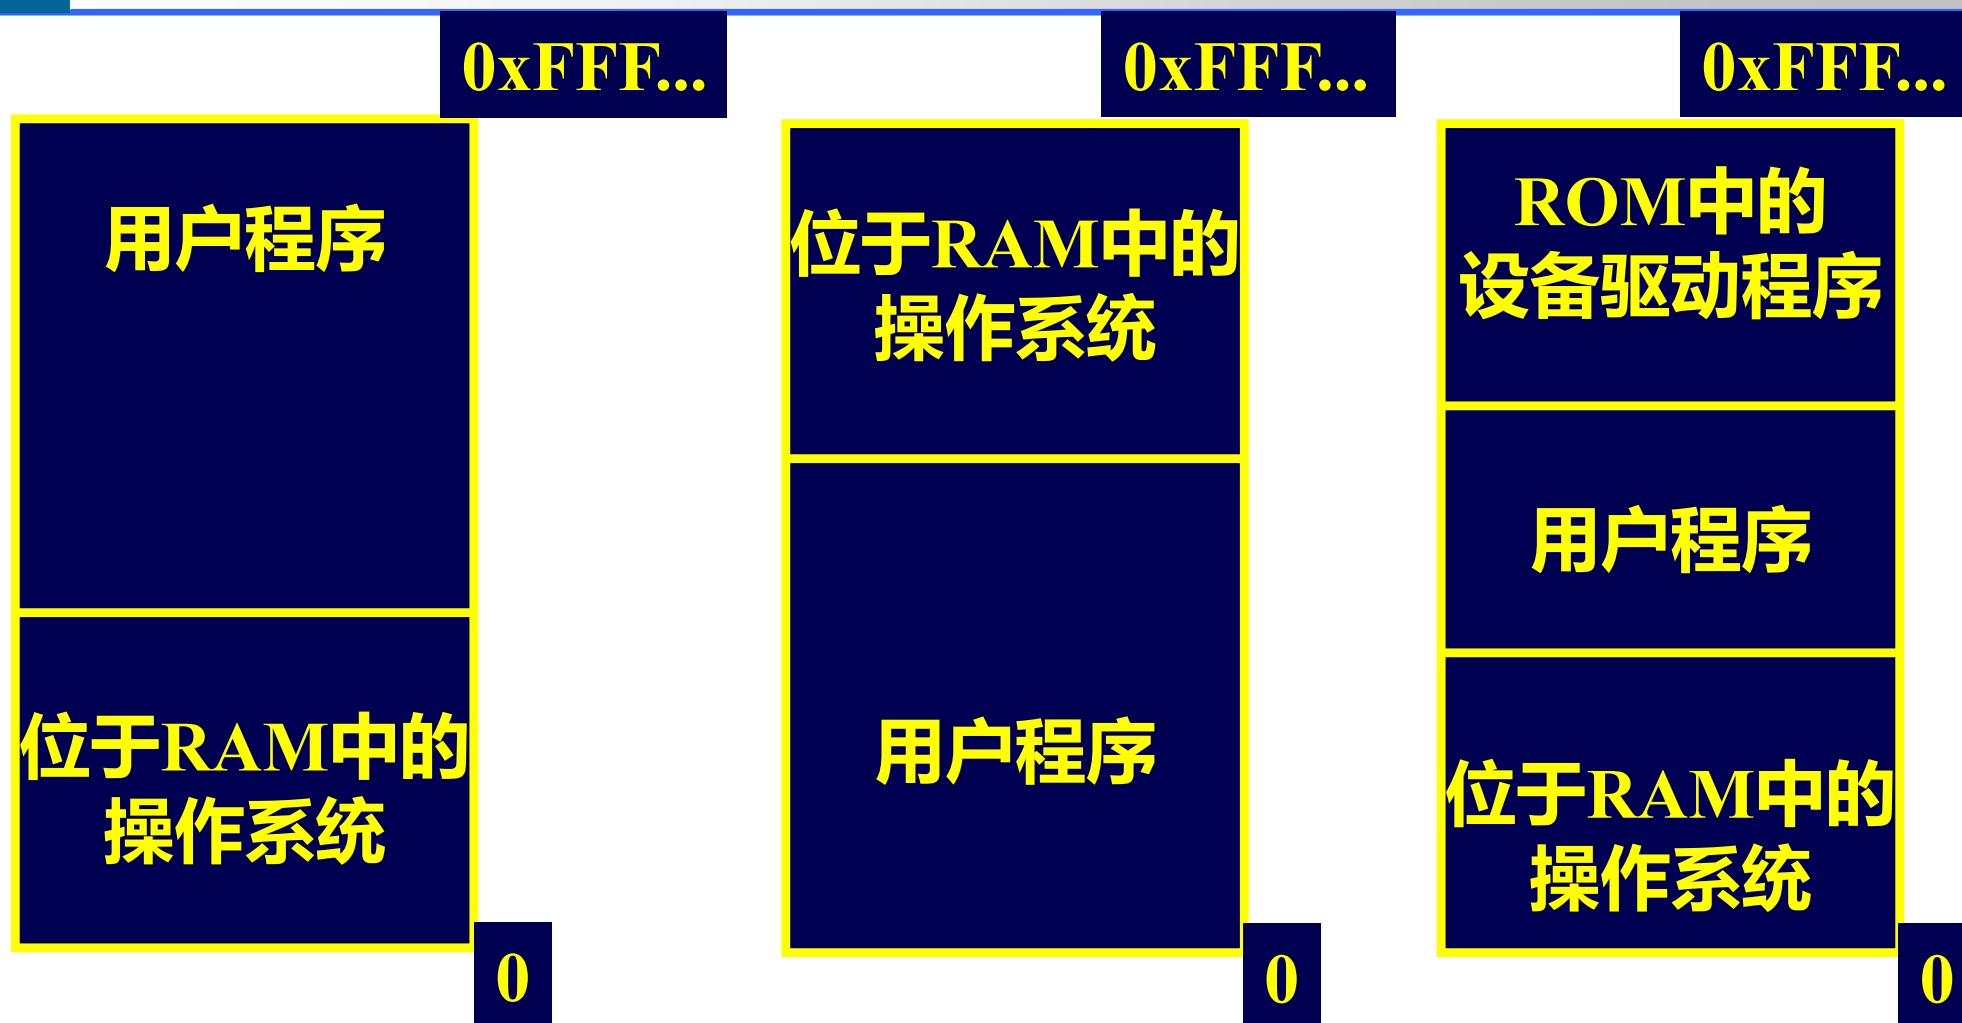 0xFFF...
用户程序
位于RAM中的
操作系统
0
0xFFF...
位于RAM中的
操作系统
用户程序
0
0xFFF...
ROM中的
设备驱动程序
用户程序
位于RAM中的
操作系统
0